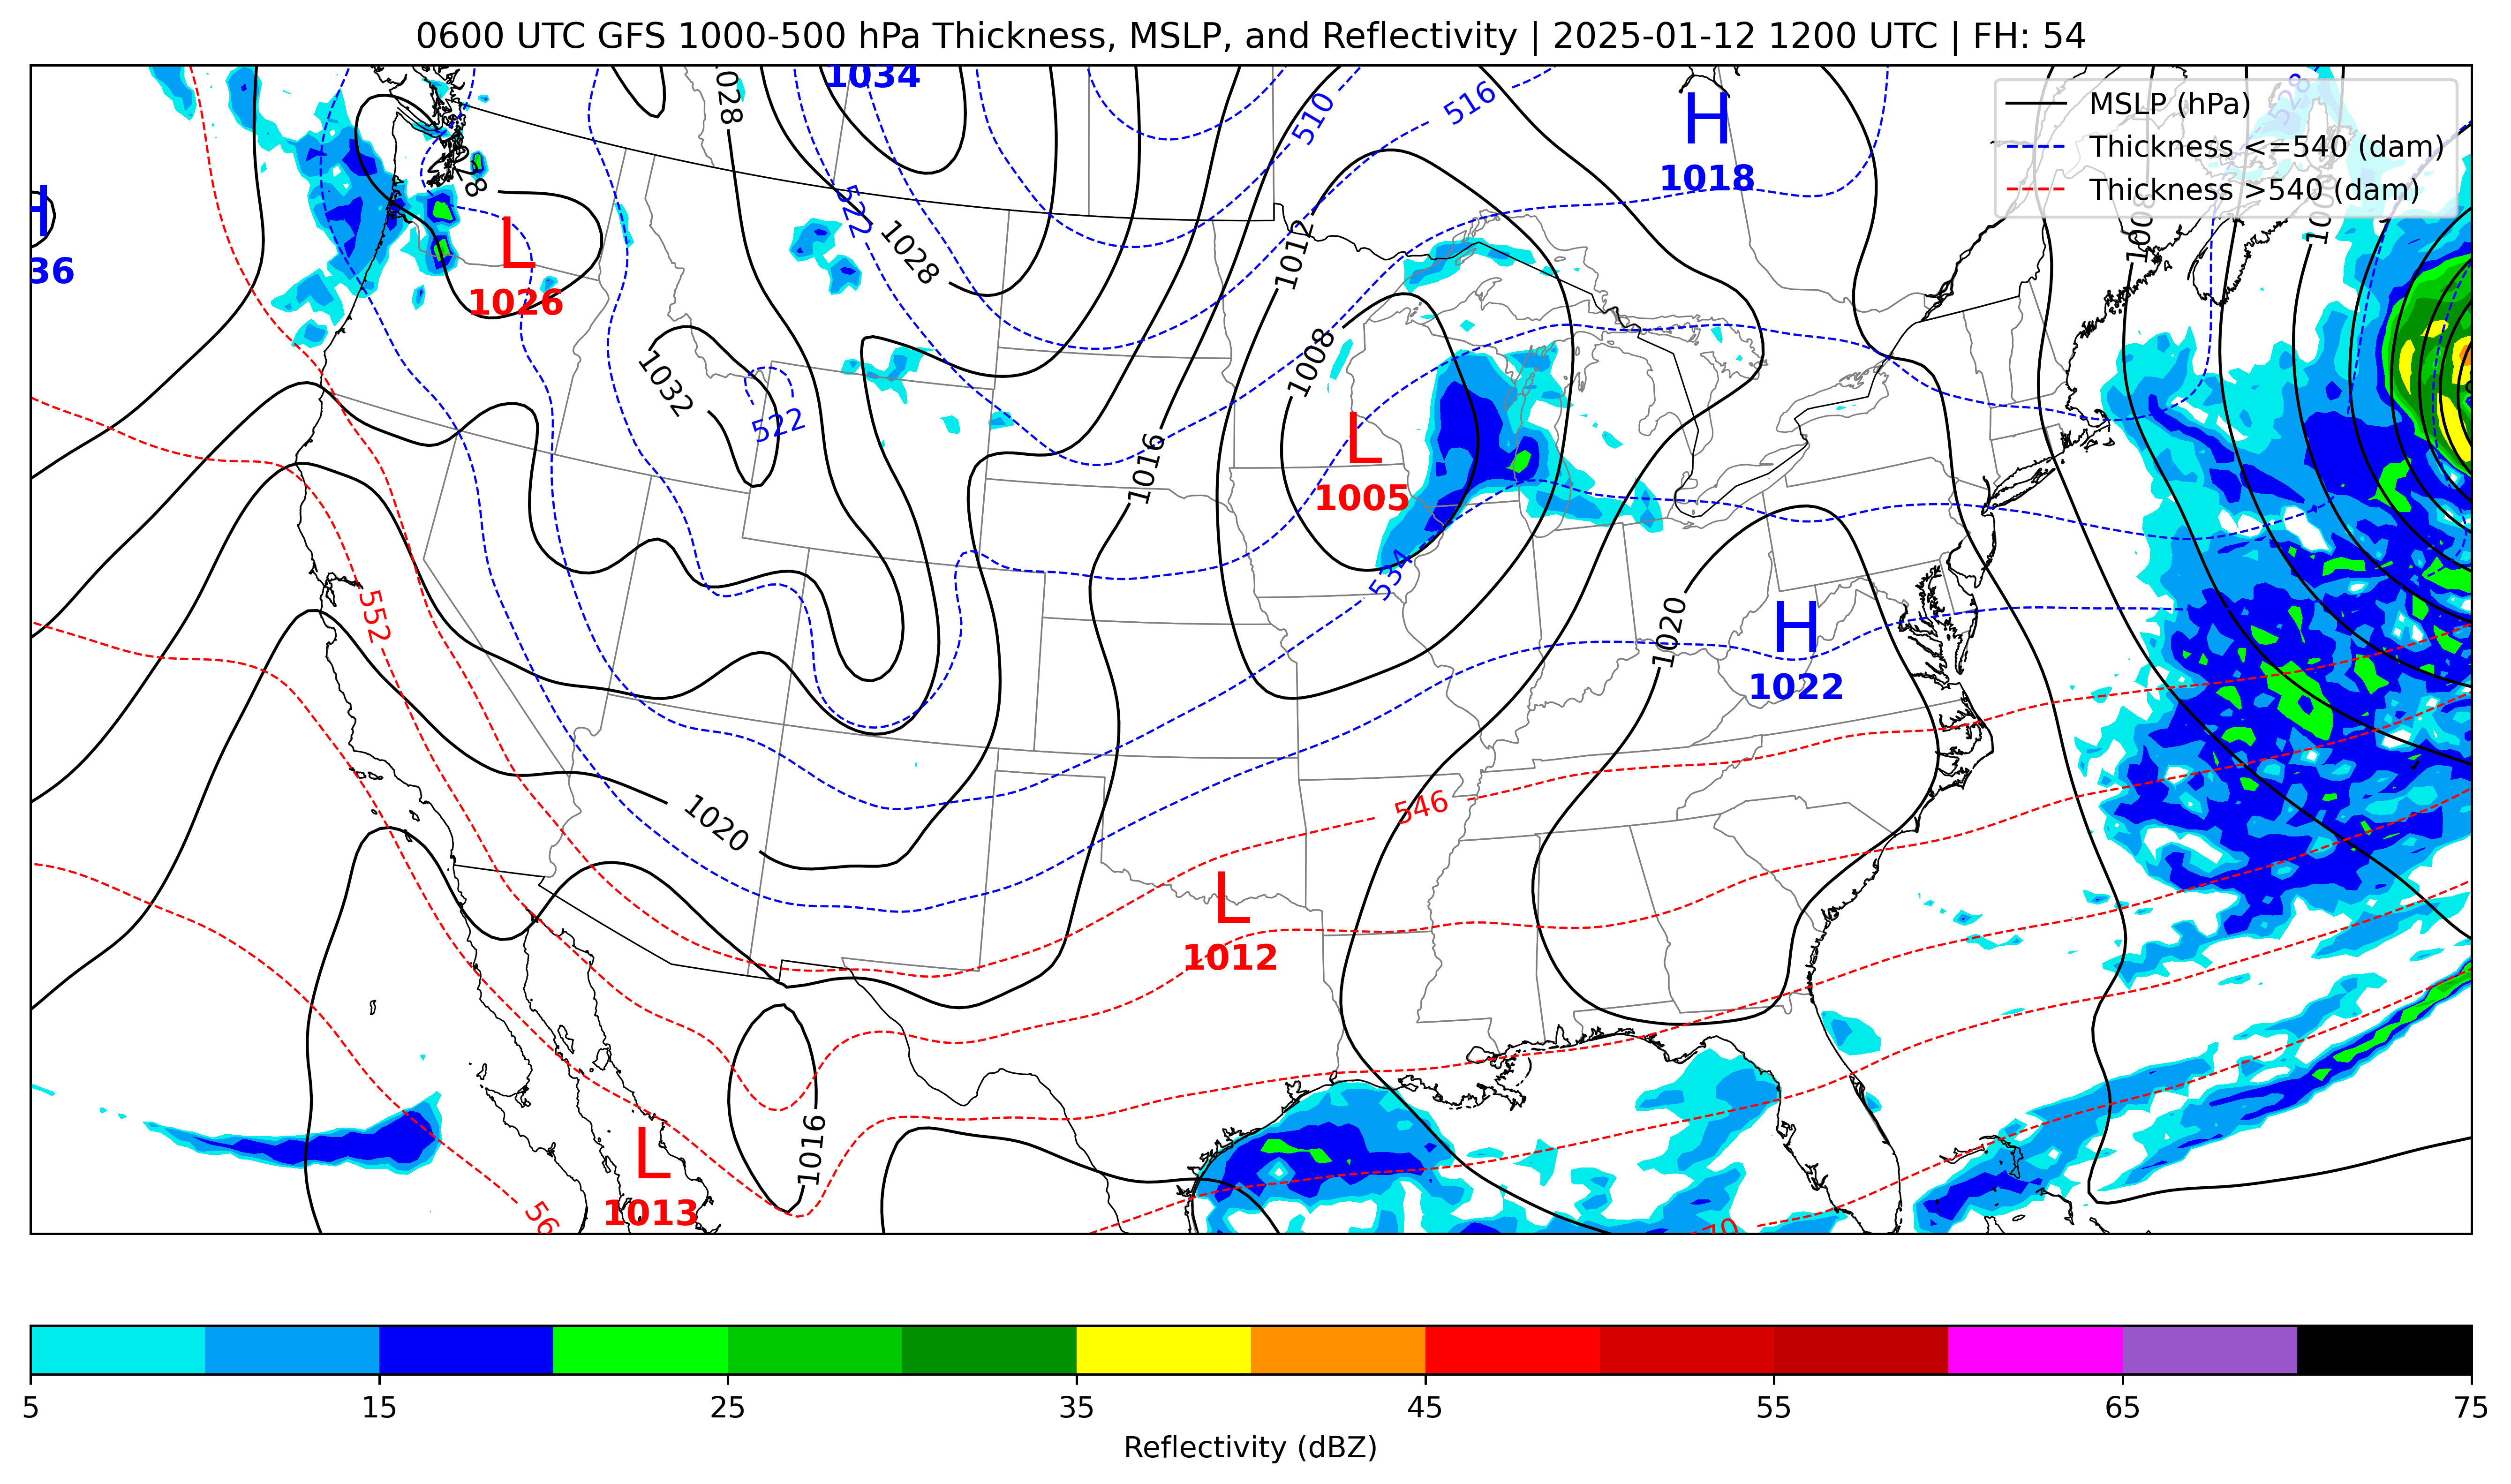 0600 UTC GFS 1000-500 hPa Thickness, MSLP, and Reflectivity | 2025-01-12 1200 UTC | FH: 54
MSLP (hPa)
Thickness <=540 (dam)
Thickness >540 (dam)
1034
1028
510
516
528
H
1018
H
36
28
L
1026
522
1028
1012
1008
1000
1032
522
1008
L
1005
1016
534
552
1020
H
1022
1020
546
L
1012
1016
L
1013
56
70
5 15 25 35 45 55 65 75
Reflectivity (dBZ)